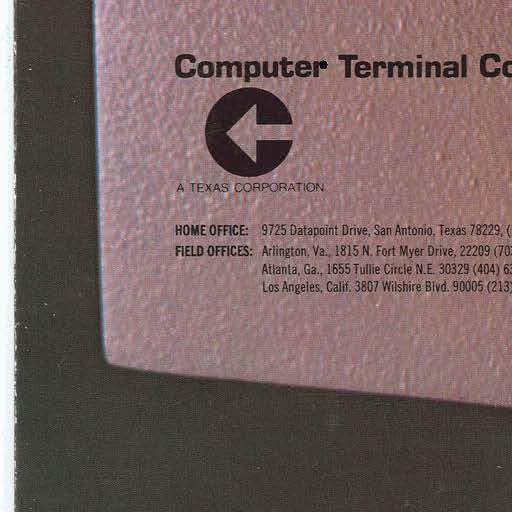 Computer Terminal Co
A TEXAS CORPORATION
HOME OFFICE: 9725 Datapoint Drive, San Antonio, Texas 78229, (
FIELD OFFICES: Arlington, Va., 1815 N. Fort Myer Drive, 22209 (70
Atlanta, Ga., 1655 Tullie Circle N.E. 30329 (404) 63
Los Angeles, Calif. 3807 Wilshire Blvd. 90005 (213)